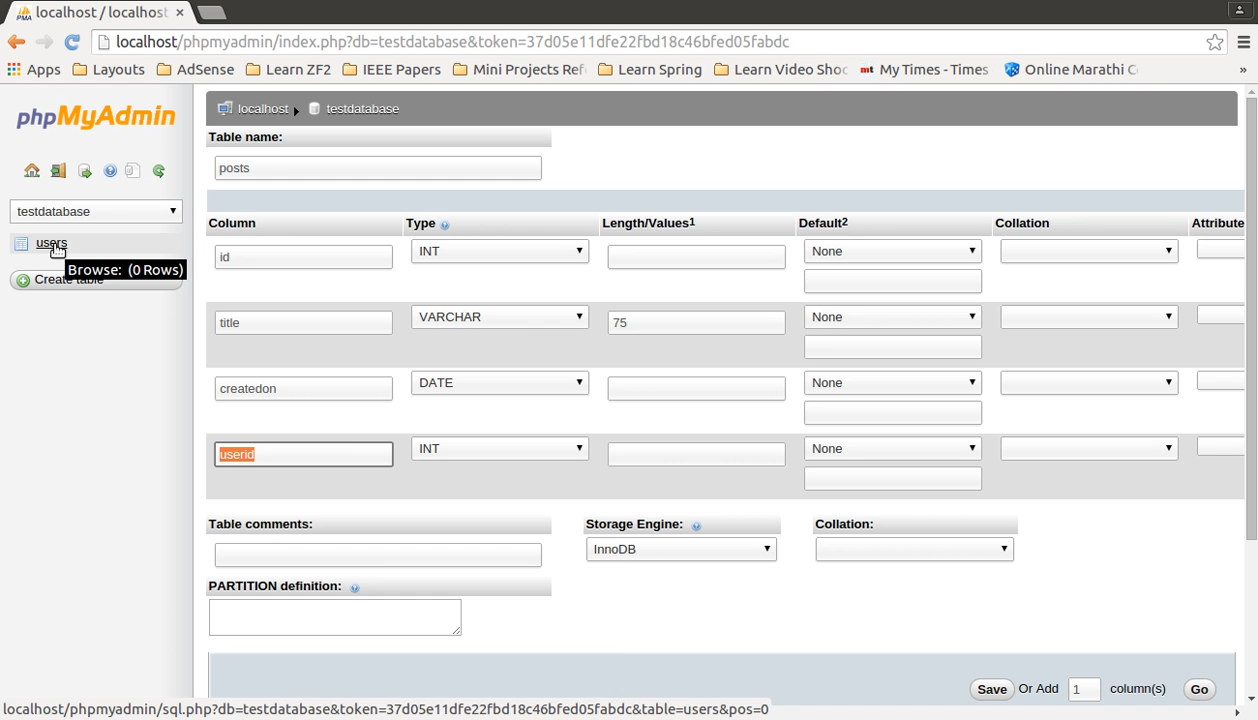 localhost / localhost
localhost/phpmyadmin/index.php?db=testdatabase&token=37d05e11dfe22fbd18c46bfed05fabdc
Apps Layouts AdSense Learn ZF2 IEEE Papers Mini Projects Ref Learn Spring Learn Video Shoo My Times - Times Online Marathi C »
phpMyAdmin
localhost testdatabase
Table name:
posts
testdatabase
users
Browse: (0 Rows)
Create table
Column Type Length/Values1 Default2 Collation Attribute
id INT None
title VARCHAR 75 None
createdon DATE None
userid INT None
Table comments: Storage Engine: Collation:
InnoDB
PARTITION definition:
Save Or Add 1 column(s) Go
localhost/phpmyadmin/sql.php?db=testdatabase&token=37d05e11dfe22fbd18c46bfed05fabdc&table=users&pos=0